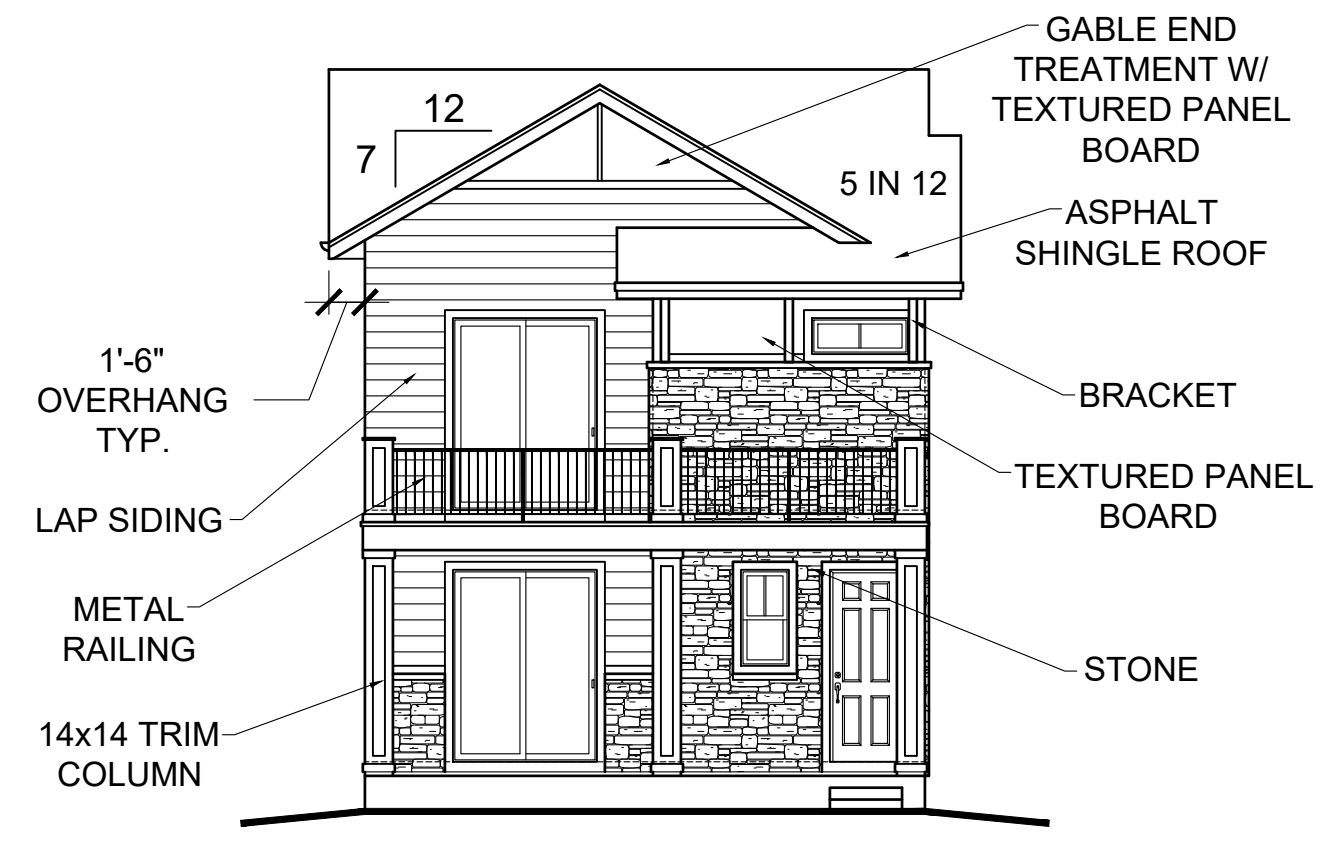 GABLE END
TREATMENT W/
TEXTURED PANEL
BOARD
12
7
5 IN 12
ASPHALT
SHINGLE ROOF
1'-6"
OVERHANG
TYP.
BRACKET
TEXTURED PANEL
BOARD
LAP SIDING
METAL
RAILING
STONE
14x14 TRIM
COLUMN